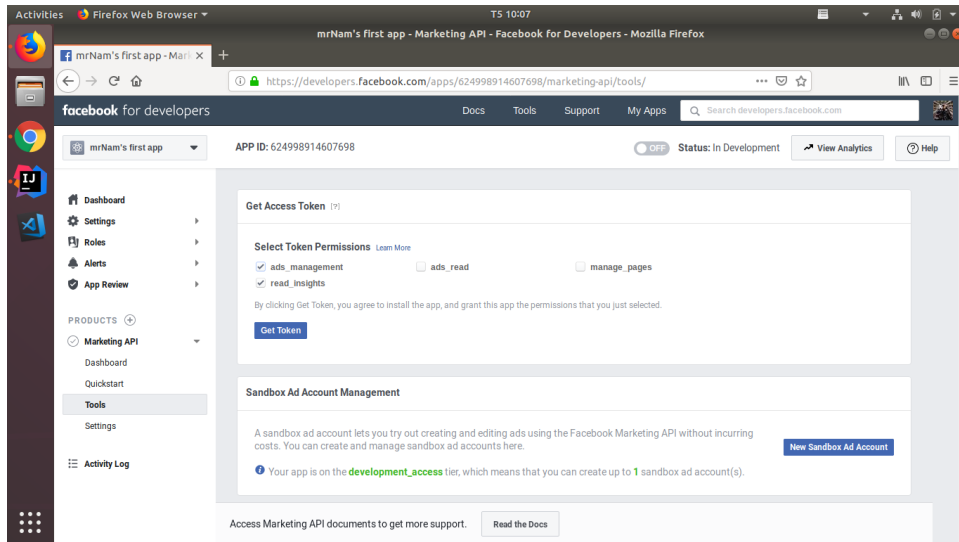 Activities Firefox Web Browser T5 10:07
mrNam's first app - Marketing API - Facebook for Developers - Mozilla Firefox
mrNam's first app - Mar
https://developers.facebook.com/apps/624998914607698/marketing-api/tools/
facebook for developers Docs Tools Support My Apps Search developers.facebook.com
mrNam's first app APP ID: 624998914607698 OFF Status: In Development View Analytics Help
Dashboard
Settings
Roles
Alerts
App Review
PRODUCTS
Marketing API
Dashboard
Quickstart
Tools
Settings
Activity Log
Get Access Token [?]
Select Token Permissions Learn More
ads_management ads_read manage_pages
read_insights
By clicking Get Token, you agree to install the app, and grant this app the permissions that you just selected.
Get Token
Sandbox Ad Account Management
A sandbox ad account lets you try out creating and editing ads using the Facebook Marketing API without incurring
costs. You can create and manage sandbox ad accounts here.
New Sandbox Ad Account
Your app is on the development_access tier, which means that you can create up to 1 sandbox ad account(s).
Access Marketing API documents to get more support. Read the Docs